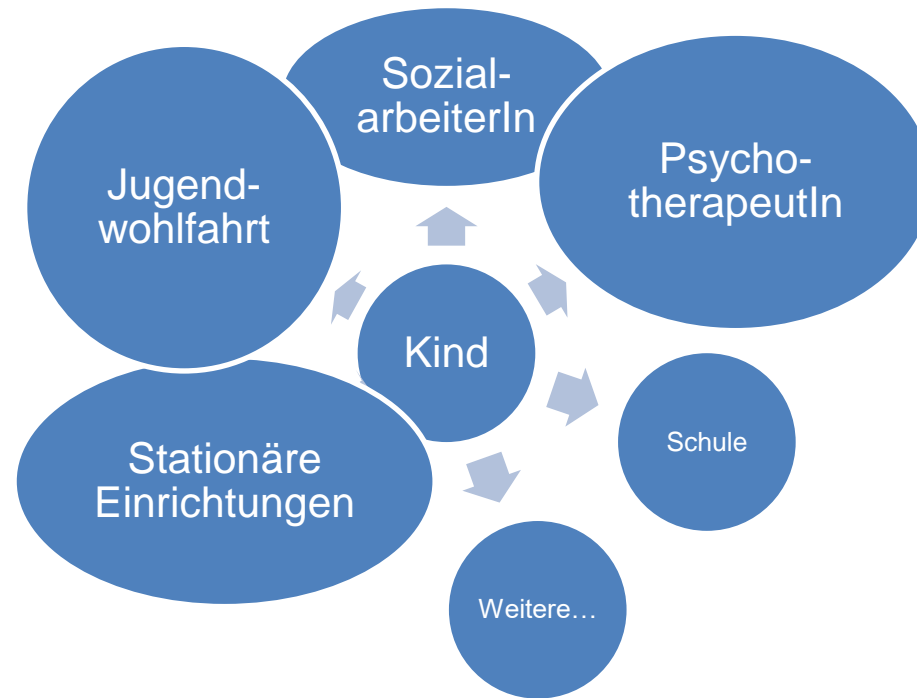 Sozial-
arbeiterIn
Psycho-
therapeutIn
Jugend-
wohlfahrt
Kind
Schule
Stationäre
Einrichtungen
Weitere…